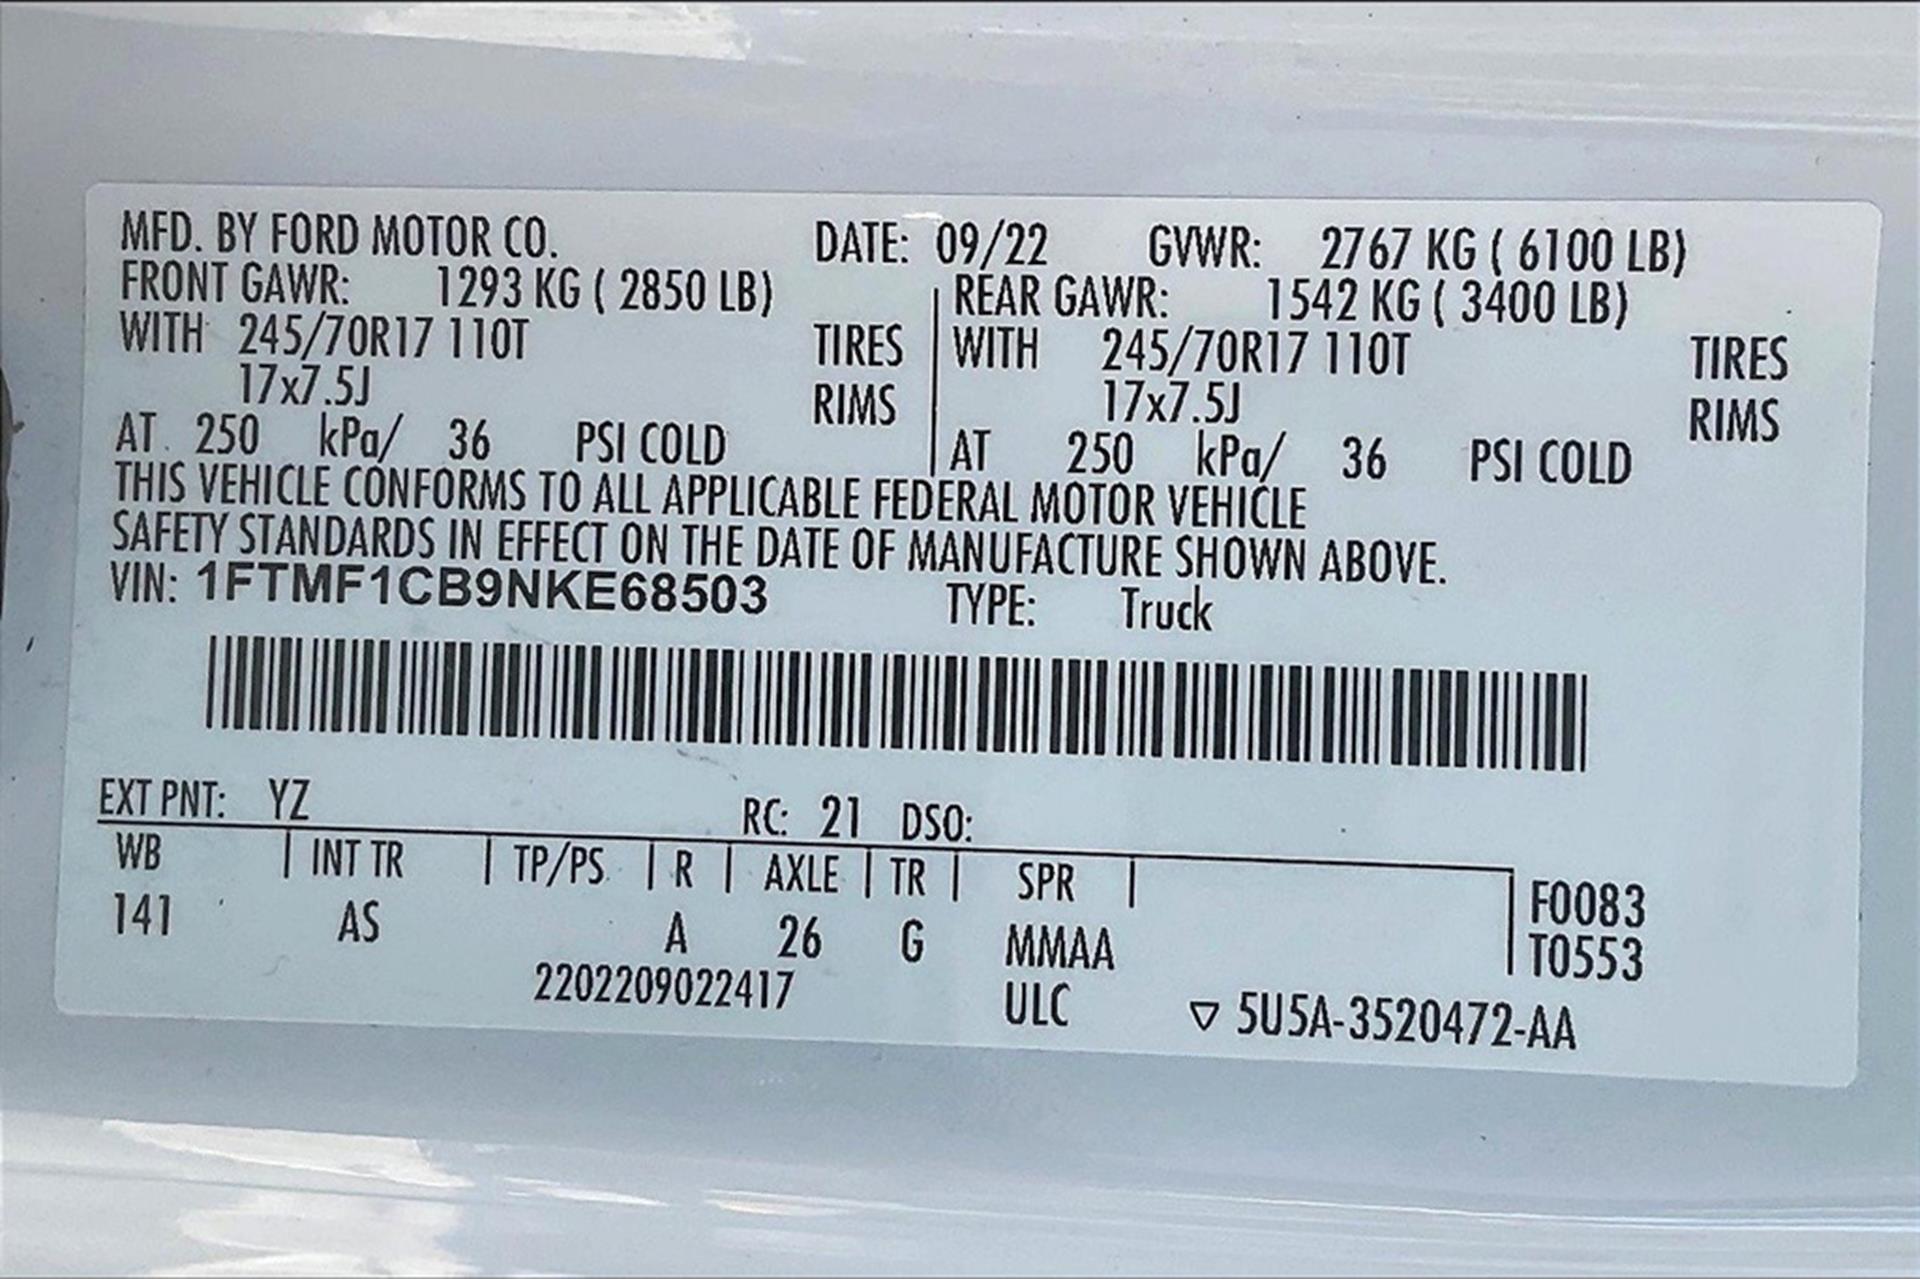 MFD. BY FORD MOTOR CO. DATE: 09/22 GVWR: 2767 KG ( 6100 LB)
FRONT GAWR: 1293 KG ( 2850 LB) REAR GAWR: 1542 KG ( 3400 LB)
WITH 245/70R17 110T TIRES WITH 245/70R17 110T TIRES
17x7.5J RIMS 17x7.5J RIMS
AT 250 kPa/ 36 PSI COLD AT 250 kPa/ 36 PSI COLD
THIS VEHICLE CONFORMS TO ALL APPLICABLE FEDERAL MOTOR VEHICLE
SAFETY STANDARDS IN EFFECT ON THE DATE OF MANUFACTURE SHOWN ABOVE.
VIN: 1FTMF1CB9NKE68503 TYPE: Truck
EXT PNT: YZ RC: 21 DSO:
WB INT TR TP/PS R AXLE TR SPR F0083
141 AS A 26 G MMAA T0553
2202209022417 ULC ▽ 5U5A-3520472-AA